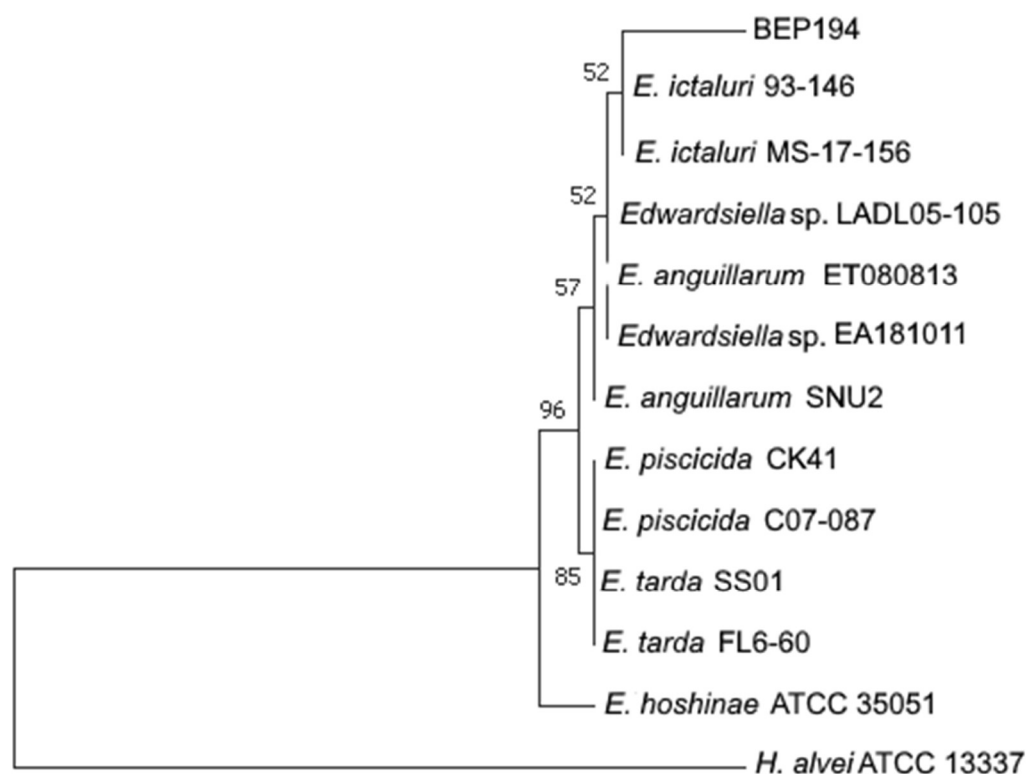 BEP194
52
E. ictaluri 93-146
E. ictaluri MS-17-156
52
Edwardsiella sp. LADL05-105
E. anguillarum ET080813
57
Edwardsiella sp. EA181011
E. anguillarum SNU2
96
E. piscicida CK41
E. piscicida C07-087
85
E. tarda SS01
E. tarda FL6-60
E. hoshinae ATCC 35051
H. alvei ATCC 13337